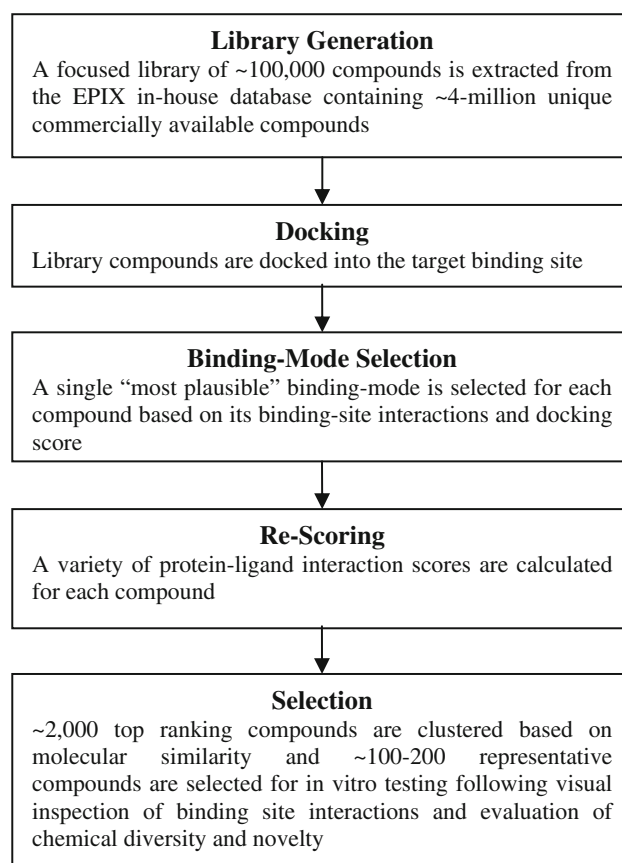 Library Generation
A focused library of ~100,000 compounds is extracted from
the EPIX in-house database containing ~4-million unique
commercially available compounds
Docking
Library compounds are docked into the target binding site
Binding-Mode Selection
A single “most plausible” binding-mode is selected for each
compound based on its binding-site interactions and docking
score
Re-Scoring
A variety of protein-ligand interaction scores are calculated
for each compound
Selection
~2,000 top ranking compounds are clustered based on
molecular similarity and ~100-200 representative
compounds are selected for in vitro testing following visual
inspection of binding site interactions and evaluation of
chemical diversity and novelty